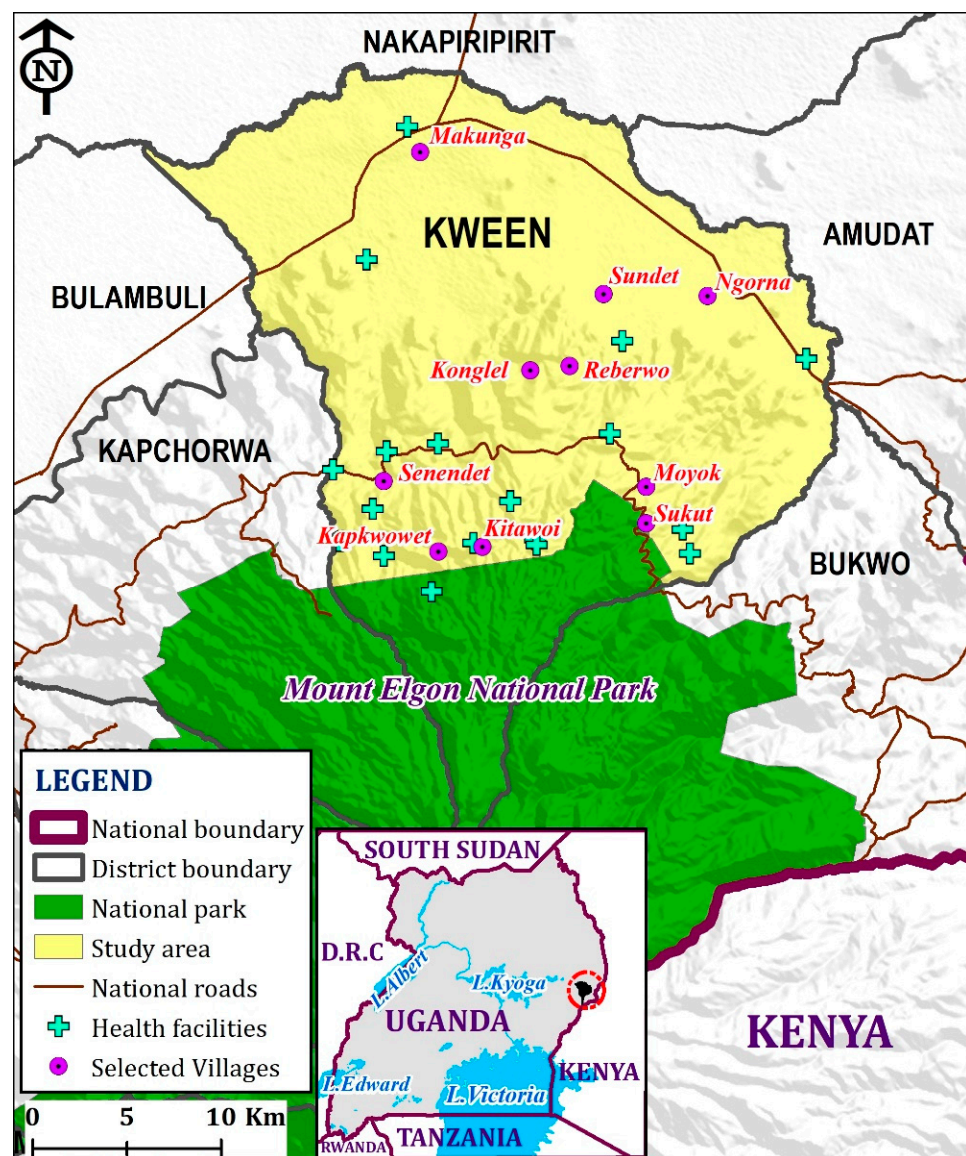 N
NAKAPIRIPIRIT
Makunga
KWEEN
AMUDAT
Sundet
Ngorna
BULAMBULI
Konglel
Reberwo
KAPCHORWA
Senendet
Moyok
Sukut
Kapkwowet
Kitawoi
BUKWO
Mount Elgon National Park
LEGEND
National boundary
District boundary
National park
Study area
National roads
Health facilities
Selected Villages
0 5 10 Km
SOUTH SUDAN
D.R.C
L.Albert
L.Kyoga
UGANDA
KENYA
L.Edward
L.Victoria
RWANDA
TANZANIA
KENYA